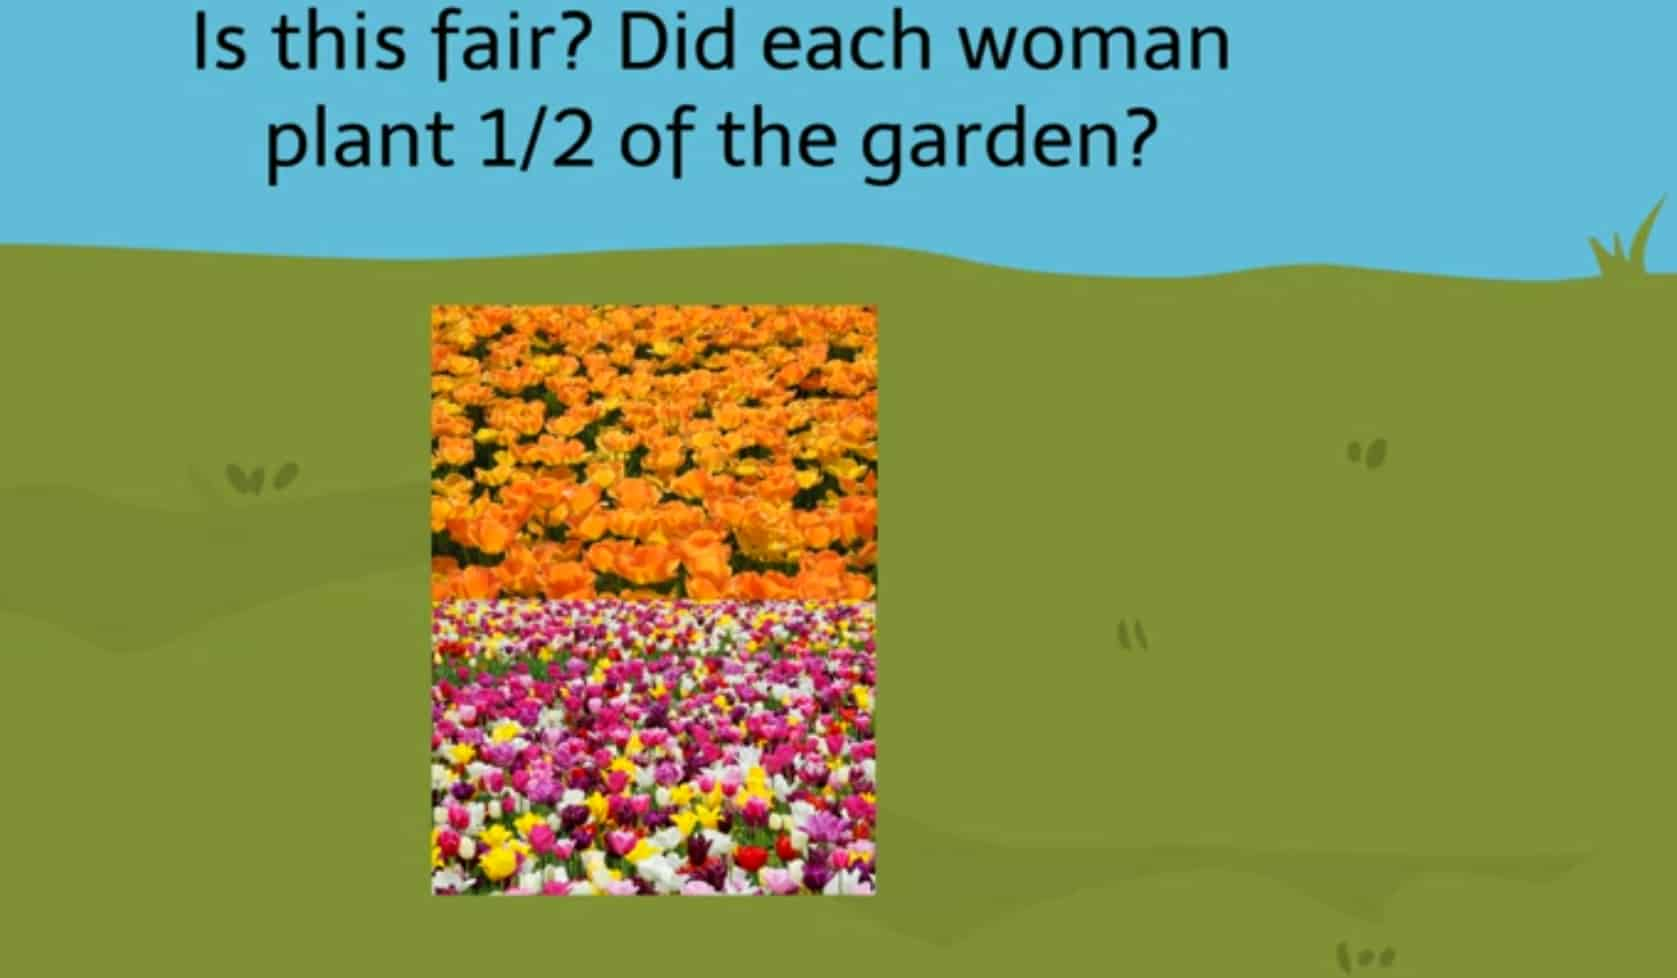 Is this fair? Did each woman
plant 1/2 of the garden?